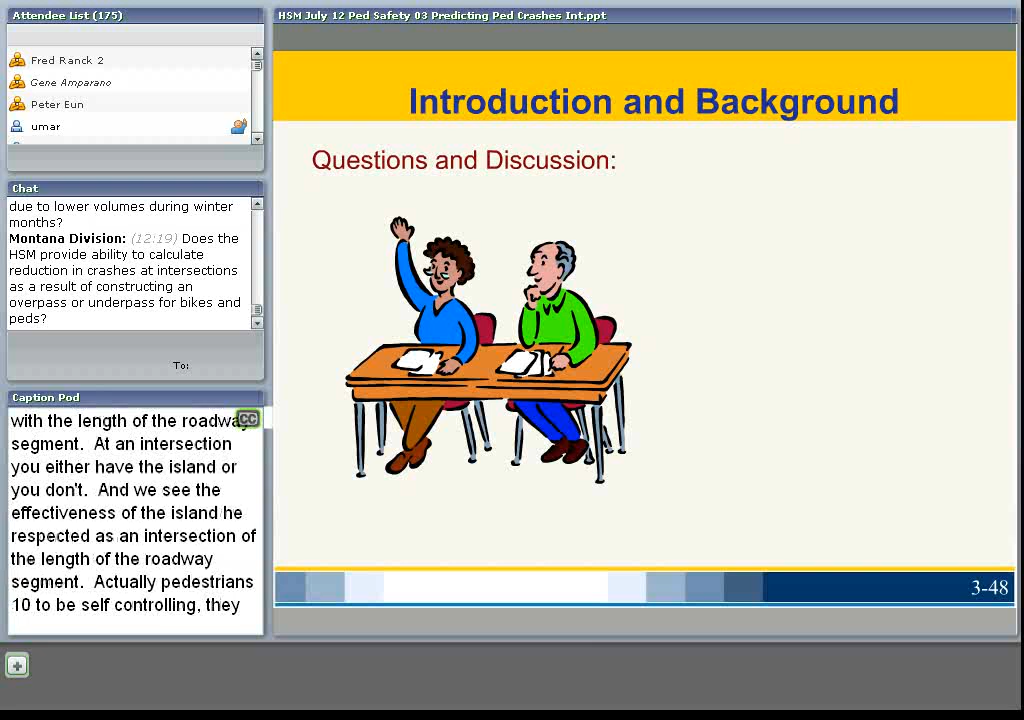 Attendee List (175)
Fred Ranck 2
Gene Amparano
Peter Eun
umar
Chat
due to lower volumes during winter
months?
Montana Division: (12:19) Does the
HSM provide ability to calculate
reduction in crashes at intersections
as a result of constructing an
overpass or underpass for bikes and
peds?
To:
Caption Pod
with the length of the roadway
segment. At an intersection
you either have the island or
you don't. And we see the
effectiveness of the island he
respected as an intersection of
the length of the roadway
segment. Actually pedestrians
10 to be self controlling, they
CC
HSM July 12 Ped Safety 03 Predicting Ped Crashes Int.ppt
Introduction and Background
Questions and Discussion:
3-48